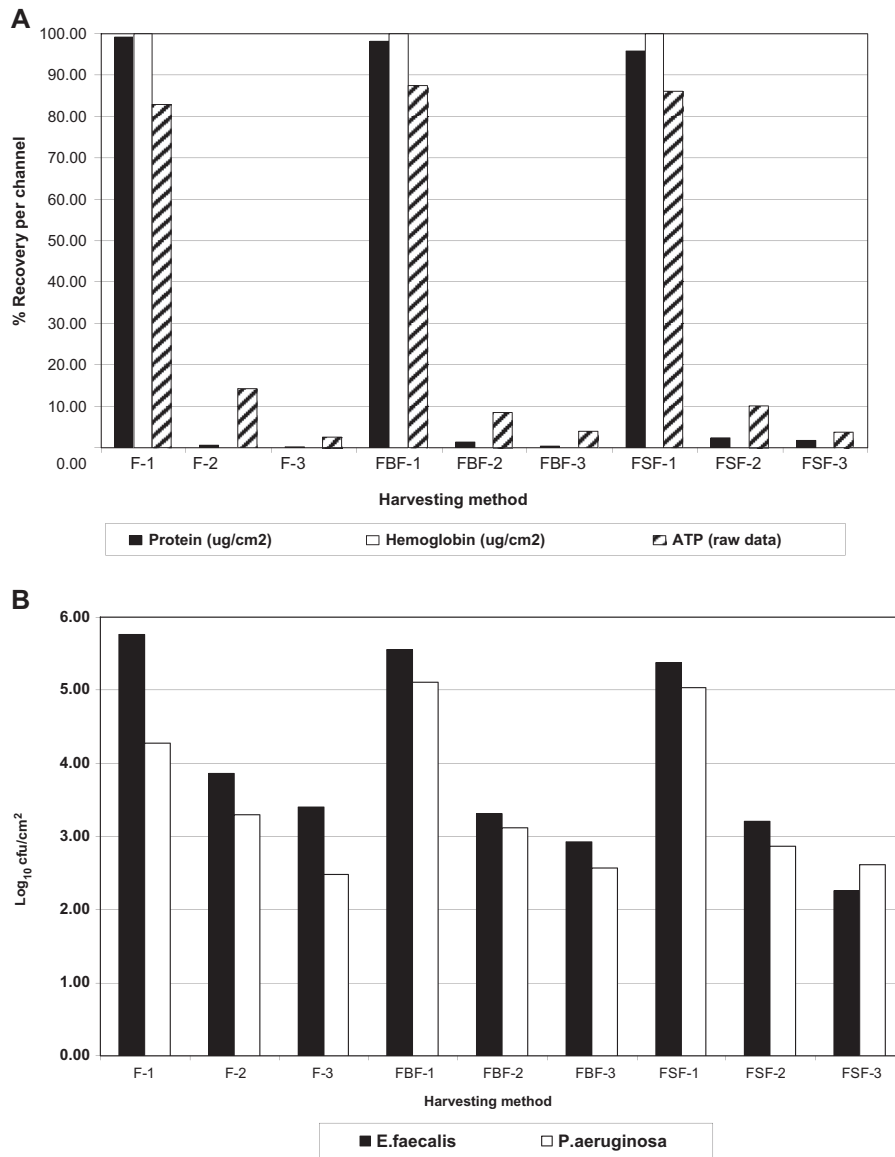 A
100.00
90.00
80.00
70.00
60.00
50.00
40.00
30.00
20.00
10.00
0.00
% Recovery per channel
F-1 F-2 F-3 FBF-1 FBF-2 FBF-3 FSF-1 FSF-2 FSF-3
Harvesting method
Protein (ug/cm2) Hemoglobin (ug/cm2) ATP (raw data)
B
6.00
5.00
4.00
3.00
2.00
1.00
0.00
Log10 cfu/cm²
F-1 F-2 F-3 FBF-1 FBF-2 FBF-3 FSF-1 FSF-2 FSF-3
Harvesting method
E.faecalis P.aeruginosa